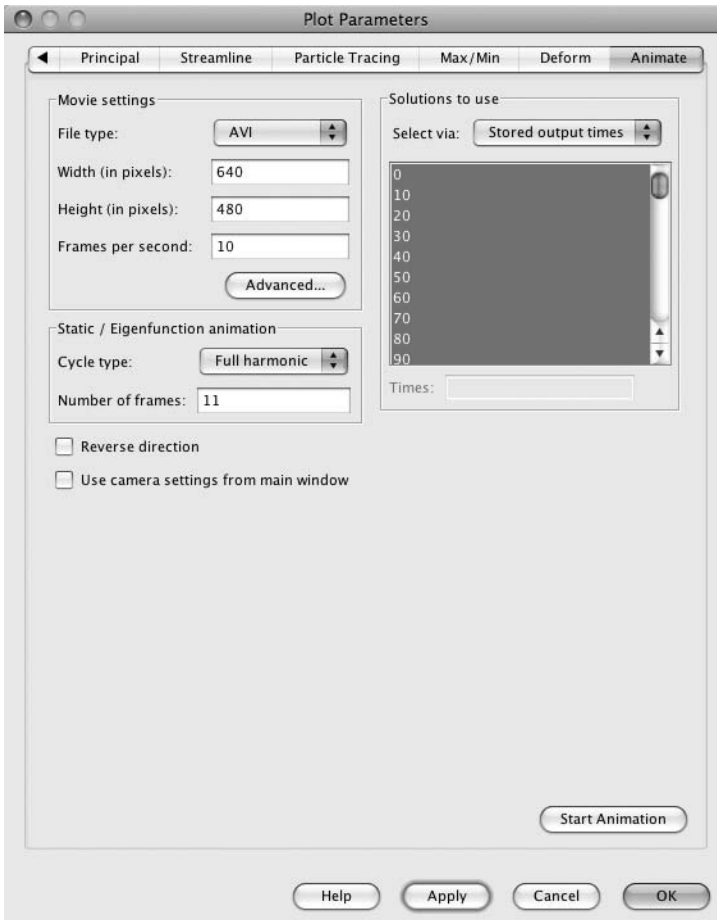 Plot Parameters
Principal Streamline Particle Tracing Max/Min Deform Animate
Movie settings
File type: AVI
Width (in pixels): 640
Height (in pixels): 480
Frames per second: 10
Advanced...
Static / Eigenfunction animation
Cycle type: Full harmonic
Number of frames: 11
Reverse direction
Use camera settings from main window
Solutions to use
Select via: Stored output times
0
10
20
30
40
50
60
70
80
90
Times:
Start Animation
Help Apply Cancel OK